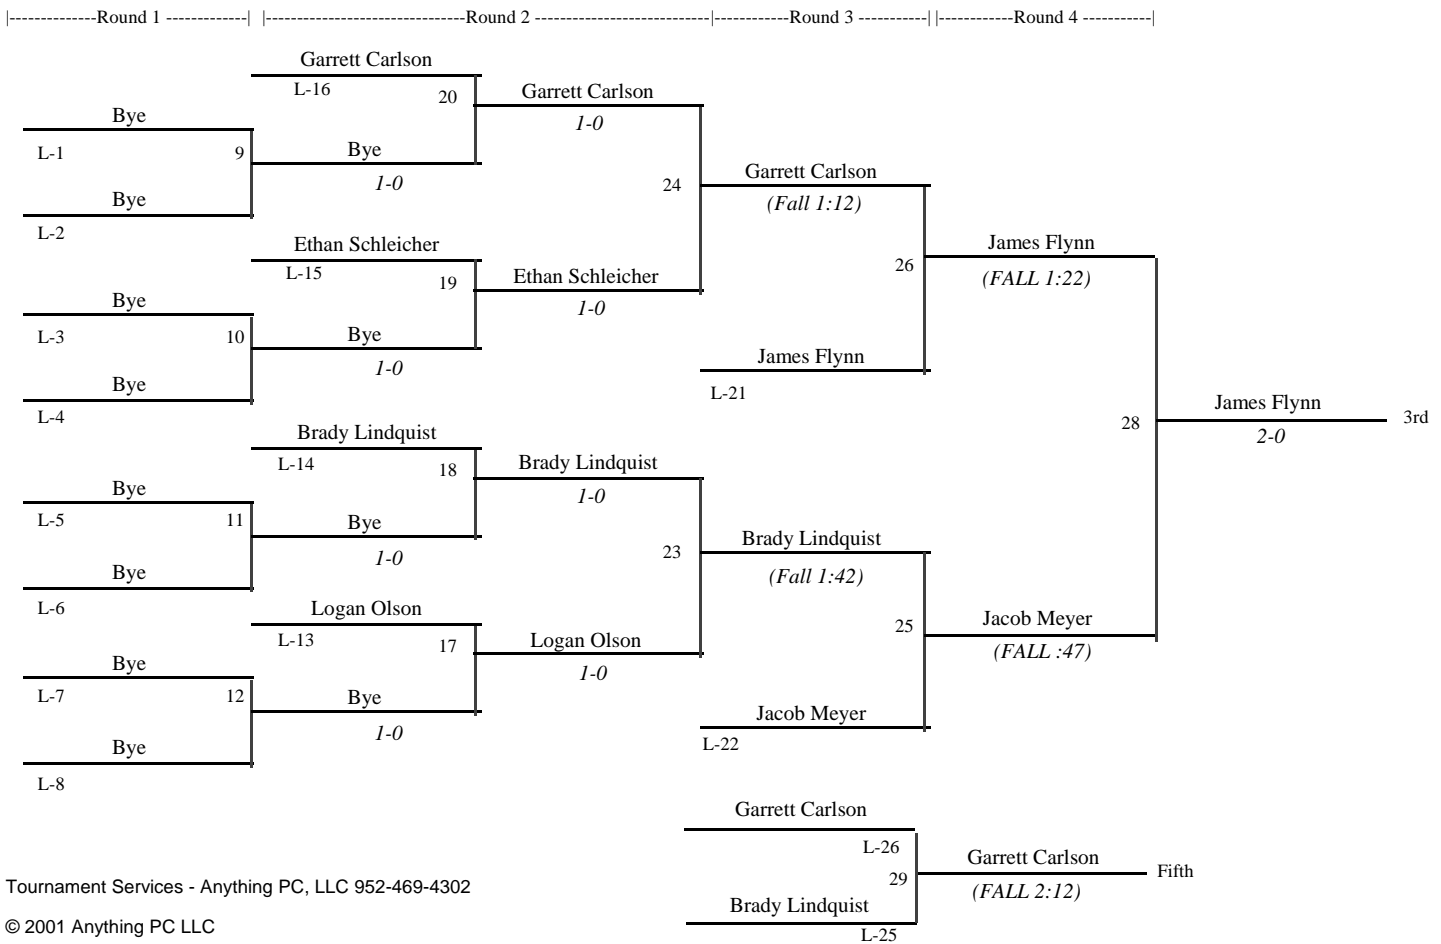 |--------------Round 1 -------------| |--------------------------------Round 2 ----------------------------|------------Round 3 -----------| |------------Round 4 -----------|
Garrett Carlson
L-16
20
Garrett Carlson
1-0
Bye
L-1
9
Bye
1-0
Bye
L-2
24
Garrett Carlson
(Fall 1:12)
Ethan Schleicher
L-15
19
Ethan Schleicher
1-0
Bye
L-3
10
Bye
1-0
Bye
L-4
26
James Flynn
(FALL 1:22)
James Flynn
L-21
28
James Flynn
3rd
2-0
Brady Lindquist
L-14
18
Brady Lindquist
1-0
Bye
L-5
11
Bye
1-0
Bye
L-6
23
Brady Lindquist
(Fall 1:42)
Logan Olson
L-13
17
Logan Olson
1-0
Bye
L-7
12
Bye
1-0
Bye
L-8
25
Jacob Meyer
(FALL :47)
Jacob Meyer
L-22
Garrett Carlson
L-26
29
Garrett Carlson
Fifth
(FALL 2:12)
Brady Lindquist
L-25
Tournament Services - Anything PC, LLC 952-469-4302
© 2001 Anything PC LLC